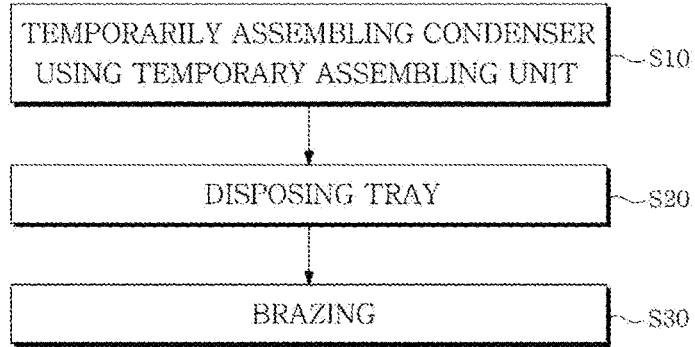 TEMPORARILY ASSEMBLING CONDENSER
USING TEMPORARY ASSEMBLING UNIT
S10
DISPOSING TRAY
S20
BRAZING
S30